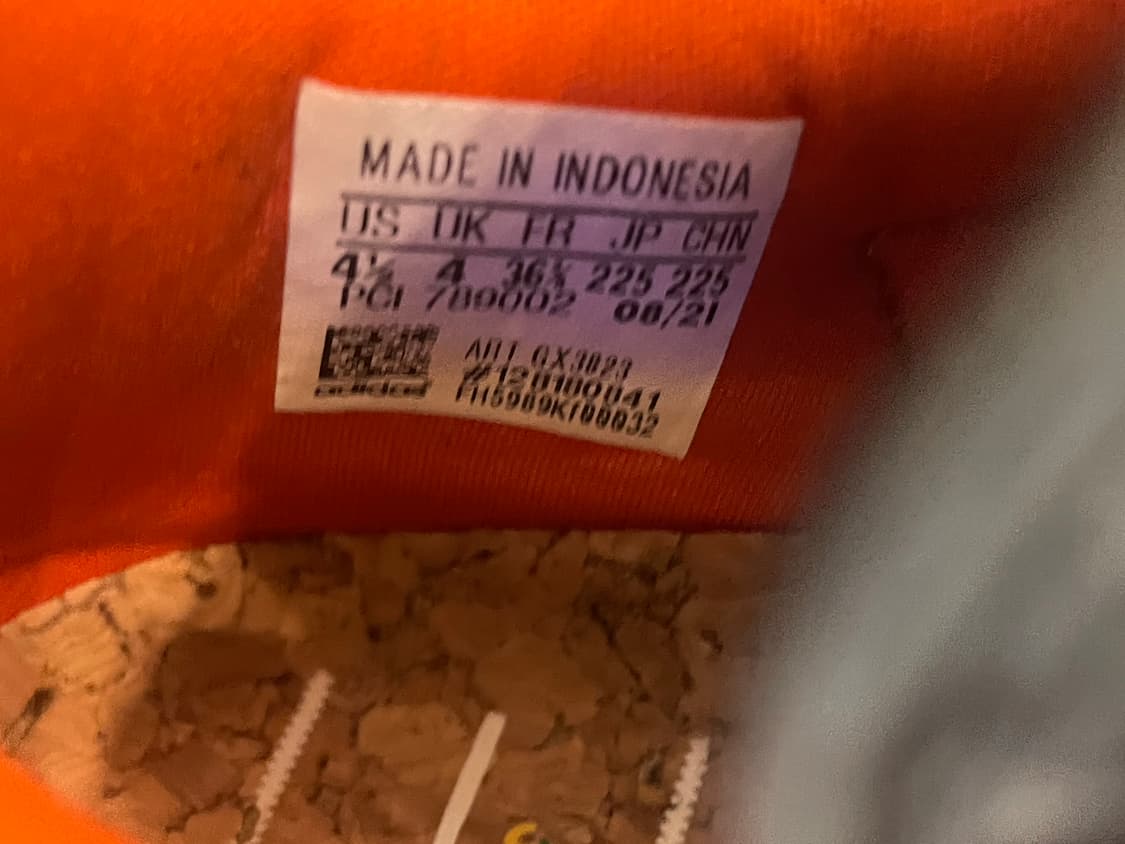 MADE IN INDONESIA
US UK FR JP CHN
4½ 4 36⅔ 225 225
PCI 789002 08/21
ART GX3023
adidas